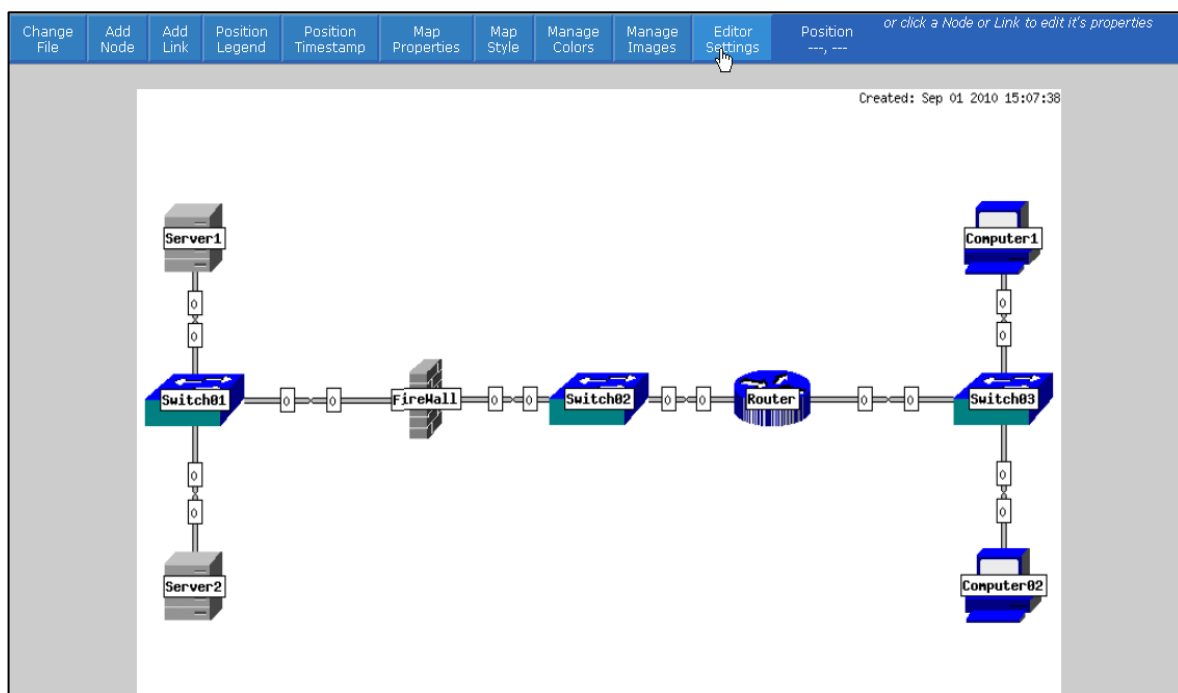 Change File
Add Node
Add Link
Position Legend
Position Timestamp
Map Properties
Map Style
Manage Colors
Manage Images
Editor Settings
Position ---, ---
or click a Node or Link to edit it's properties
Created: Sep 01 2010 15:07:38
Server1
Computer1
0
0
0
0
Switch01
0
0
FireWall
0
0
Switch02
0
0
Router
0
0
Switch03
0
0
0
0
Server2
Computer02